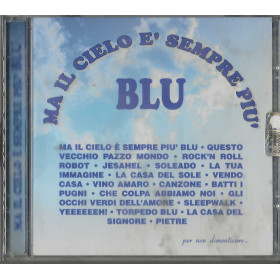 MA IL CIELO E' SEMPRE PIU'
BLU
MA IL CIELO È SEMPRE PIU' BLU • QUESTO
VECCHIO PAZZO MONDO • ROCK'N ROLL
ROBOT • JESAHEL • SOLEADO • LA TUA
IMMAGINE • LA CASA DEL SOLE • VENDO
CASA • VINO AMARO • CANZONE • BATTI I
PUGNI • CHE COLPA ABBIAMO NOI • GLI
OCCHI VERDI DELL'AMORE • SLEEPWALK •
YEEEEEEH! • TORPEDO BLU • LA CASA DEL
SIGNORE • PIETRE
per non dimenticare...
MA IL CIELO È SEMPRE PIU' BLU